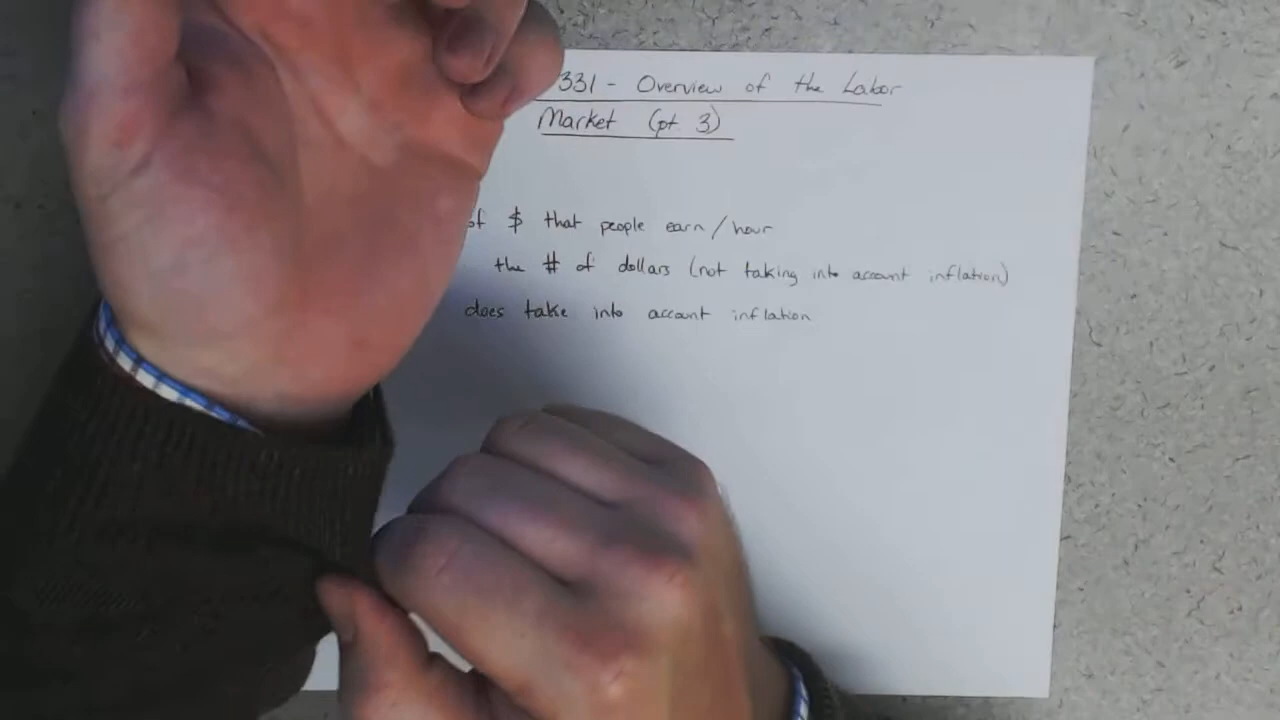 331 - Overview of the Labor
Market (pt. 3)
of $ that people earn / hour
the # of dollars (not taking into account inflation)
does take into account inflation